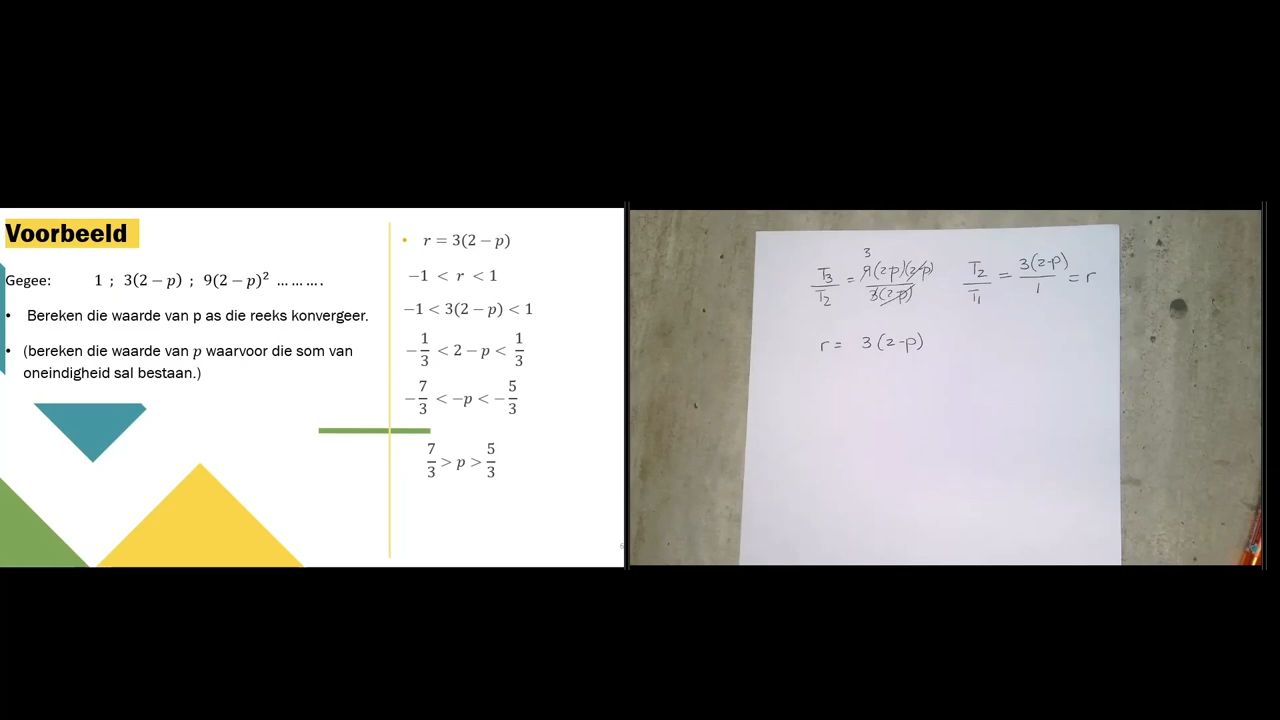 Voorbeeld
Gegee: 1 ; 3(2 − p) ; 9(2 − p)² … … … .
• Bereken die waarde van p as die reeks konvergeer.
• (bereken die waarde van p waarvoor die som van
oneindigheid sal bestaan.)
• r = 3(2 − p)
−1 < r < 1
−1 < 3(2 − p) < 1
−1/3 < 2 − p < 1/3
−7/3 < −p < −5/3
7/3 > p > 5/3
6
3
T₃/T₂ = 9(2-p)(2-p)/3(2-p)
T₂/T₁ = 3(2-p)/1 = r
r = 3(2-p)